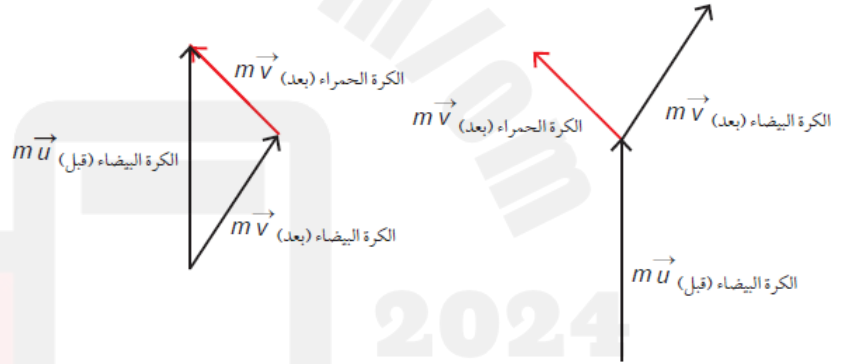 m v الكرة الحمراء (بعد)
m u الكرة البيضاء (قبل)
m v الكرة البيضاء (بعد)
m v الكرة البيضاء (بعد)
m v الكرة الحمراء (بعد)
m u الكرة البيضاء (قبل)
2024